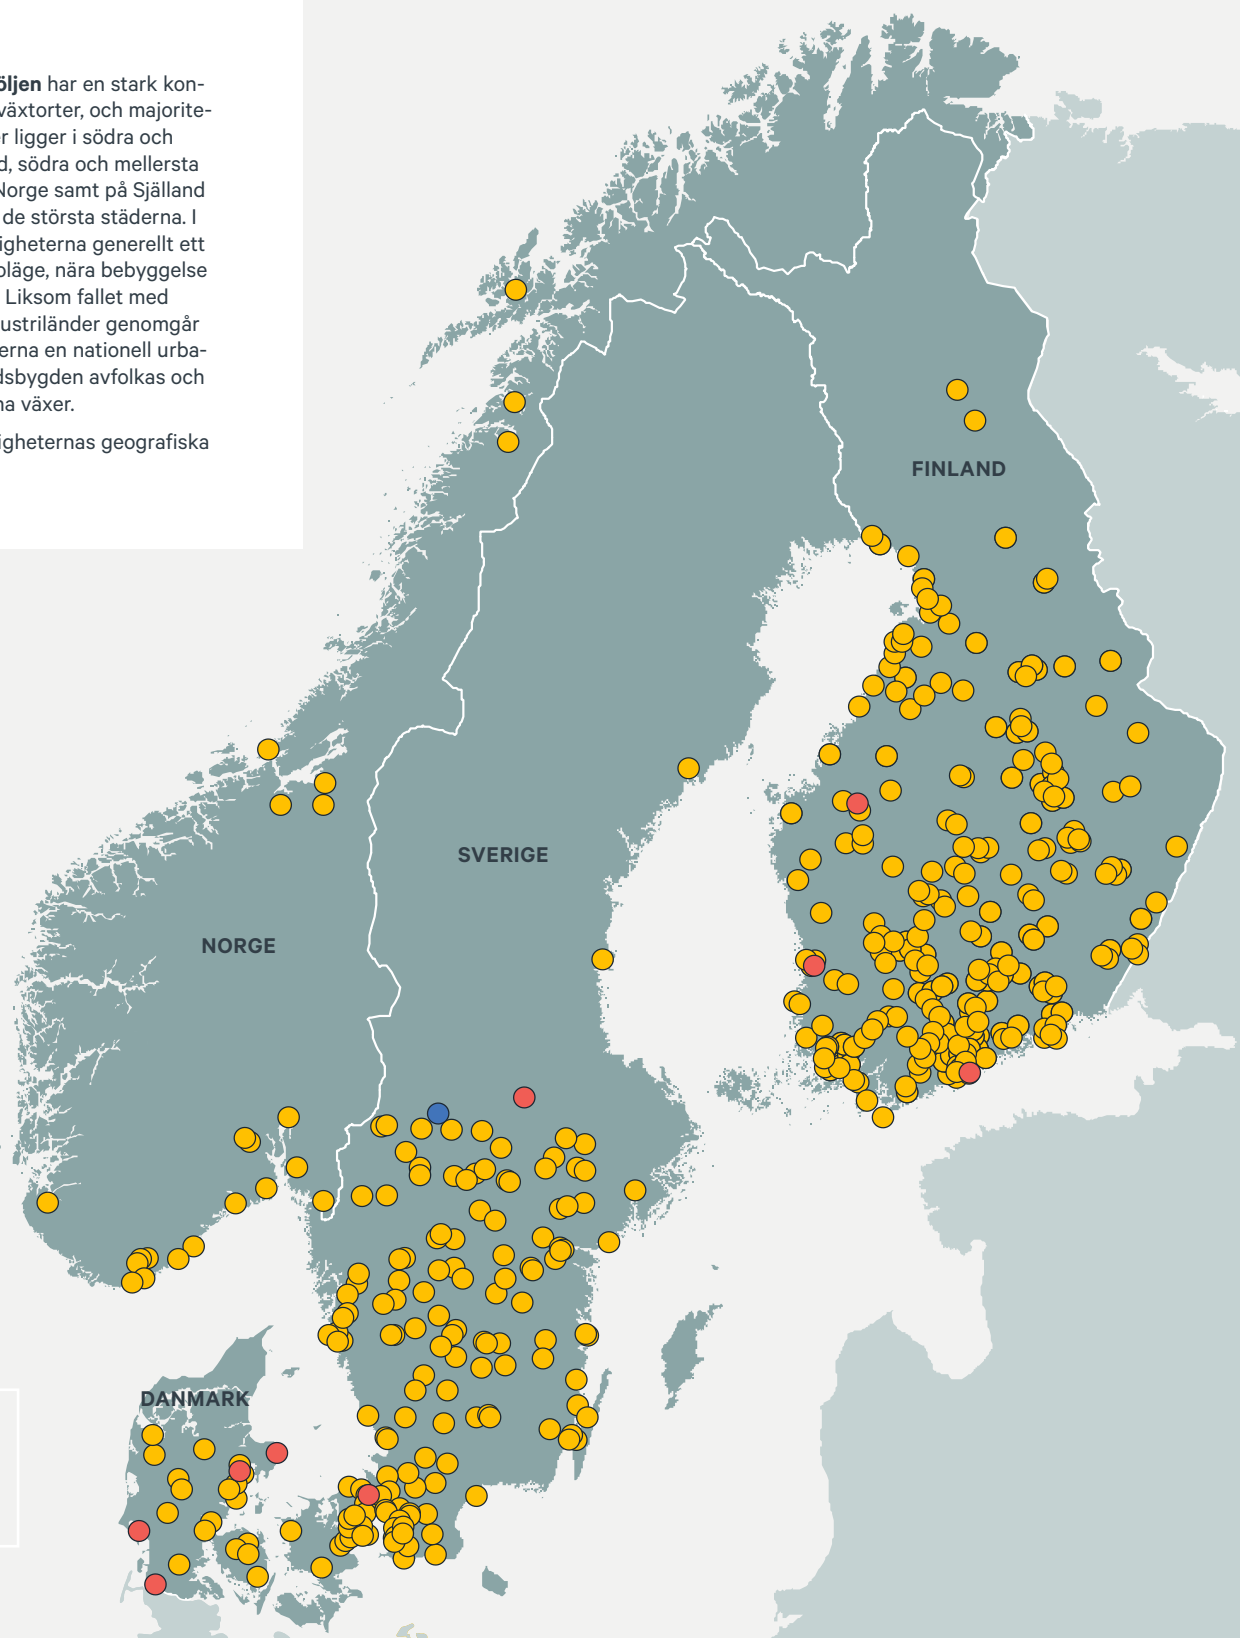 öljen har en stark kon-
växtorter, och majorite-
er ligger i södra och
d, södra och mellersta
Norge samt på Själland
de största städerna. I
igheterna generellt ett
oläge, nära bebyggelse
Liksom fallet med
ustriländer genomgår
erna en nationell urba-
dsbygden avfolkas och
na växer.
igheternas geografiska
FINLAND
SVERIGE
NORGE
DANMARK